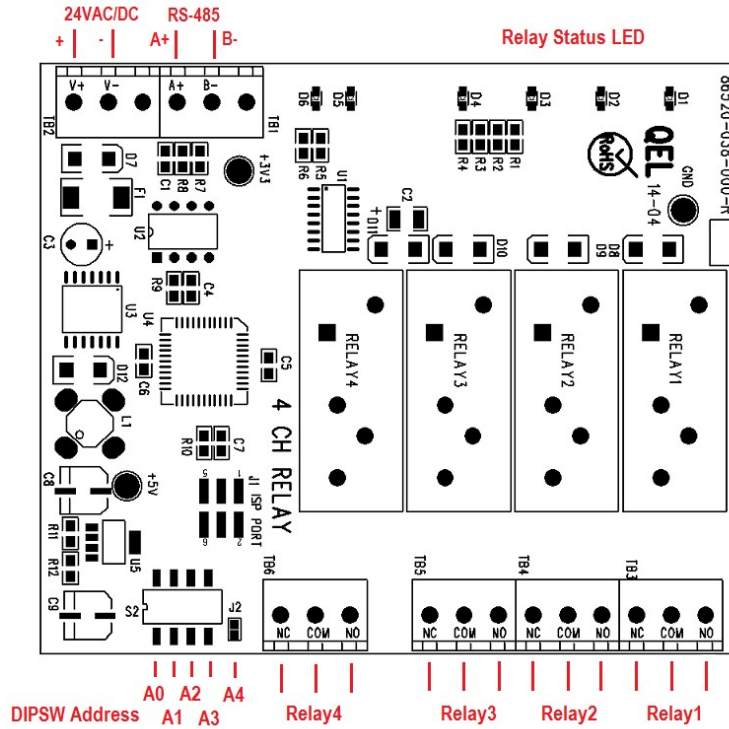 24VAC/DC RS-485
+ - A+ B- Relay Status LED
V+ V- A+ B-
TB2 TB1
D6 D5 D4 D3 D2 D1
D7 C1 R8 R7 +3V3
R6 R5 U1 R4 R3 R2 R1
RoHS QEL 14-04 GND
F1
C3 + U2
C2 + D11 D10 D9 D8
R9 C4
U3 U4
RELAY4 RELAY3 RELAY2 RELAY1
D12 C6 C5
L1
4 CH RELAY
R10 C7
C8 +5V
5 1
J1 ISP PORT
6 2
R11 U5
R12
C9 S2 J2
TB6 TB5 TB4 TB3
NC COM NO NC COM NO NC COM NO NC COM NO
A0 A2 A4
DIPSW Address A1 A3 Relay4 Relay3 Relay2 Relay1